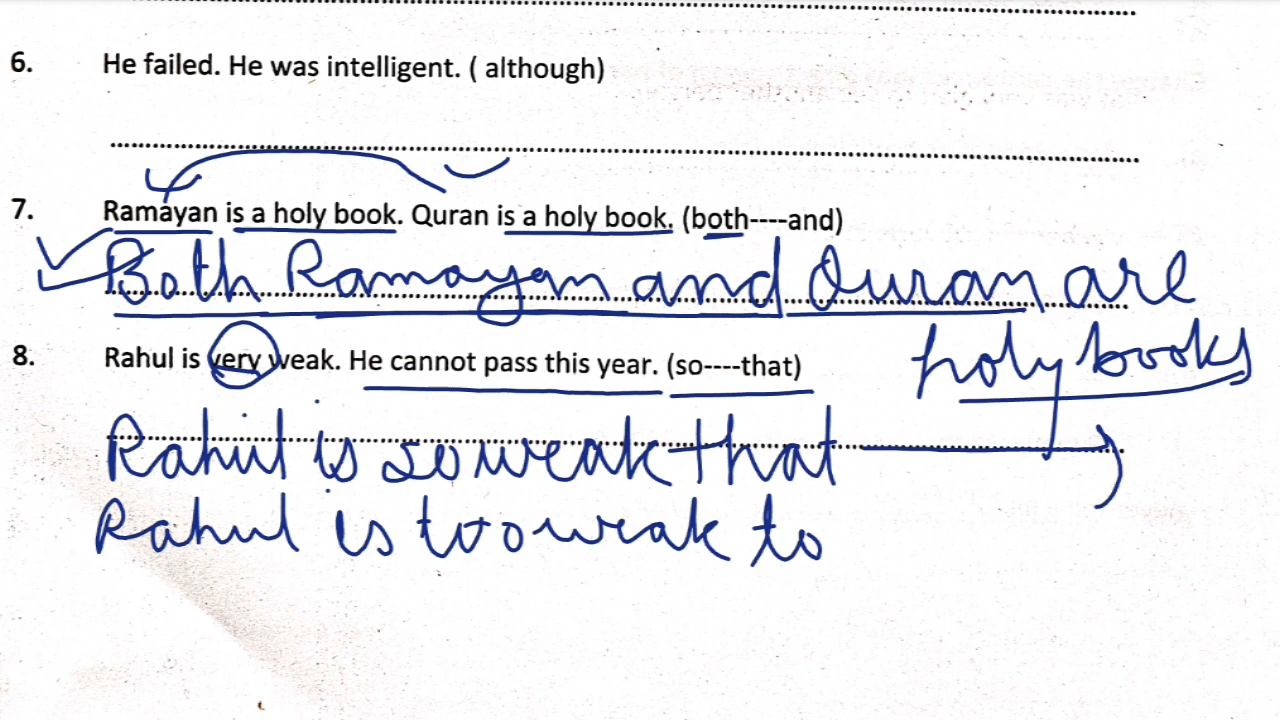 6. He failed. He was intelligent. ( although)
7. Ramayan is a holy book. Quran is a holy book. (both----and)
Both Ramayan and Quran are
holy books
8. Rahul is very weak. He cannot pass this year. (so----that)
Rahul is so weak that
Rahul is too weak to